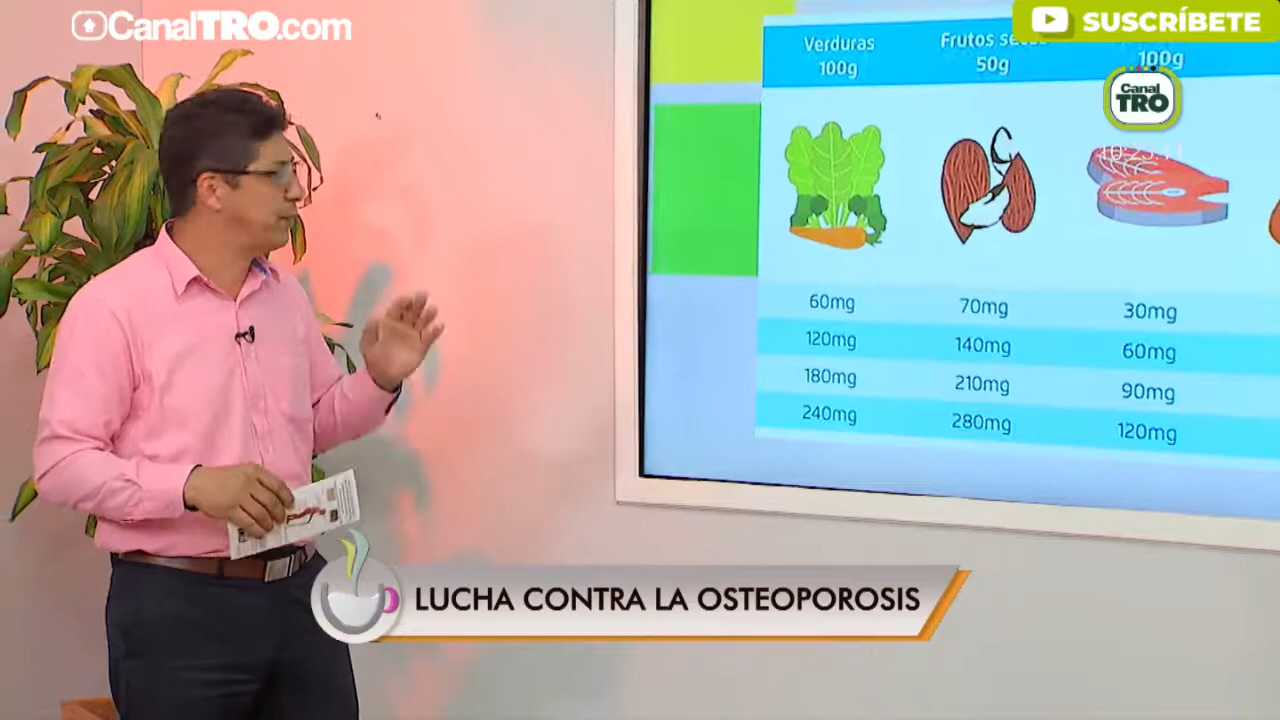 CanalTRO.com
SUSCRÍBETE
Verduras
100g
Frutos
50g
100g
Canal
TRO
60mg
70mg
30mg
120mg
140mg
60mg
180mg
210mg
90mg
240mg
280mg
120mg
LUCHA CONTRA LA OSTEOPOROSIS